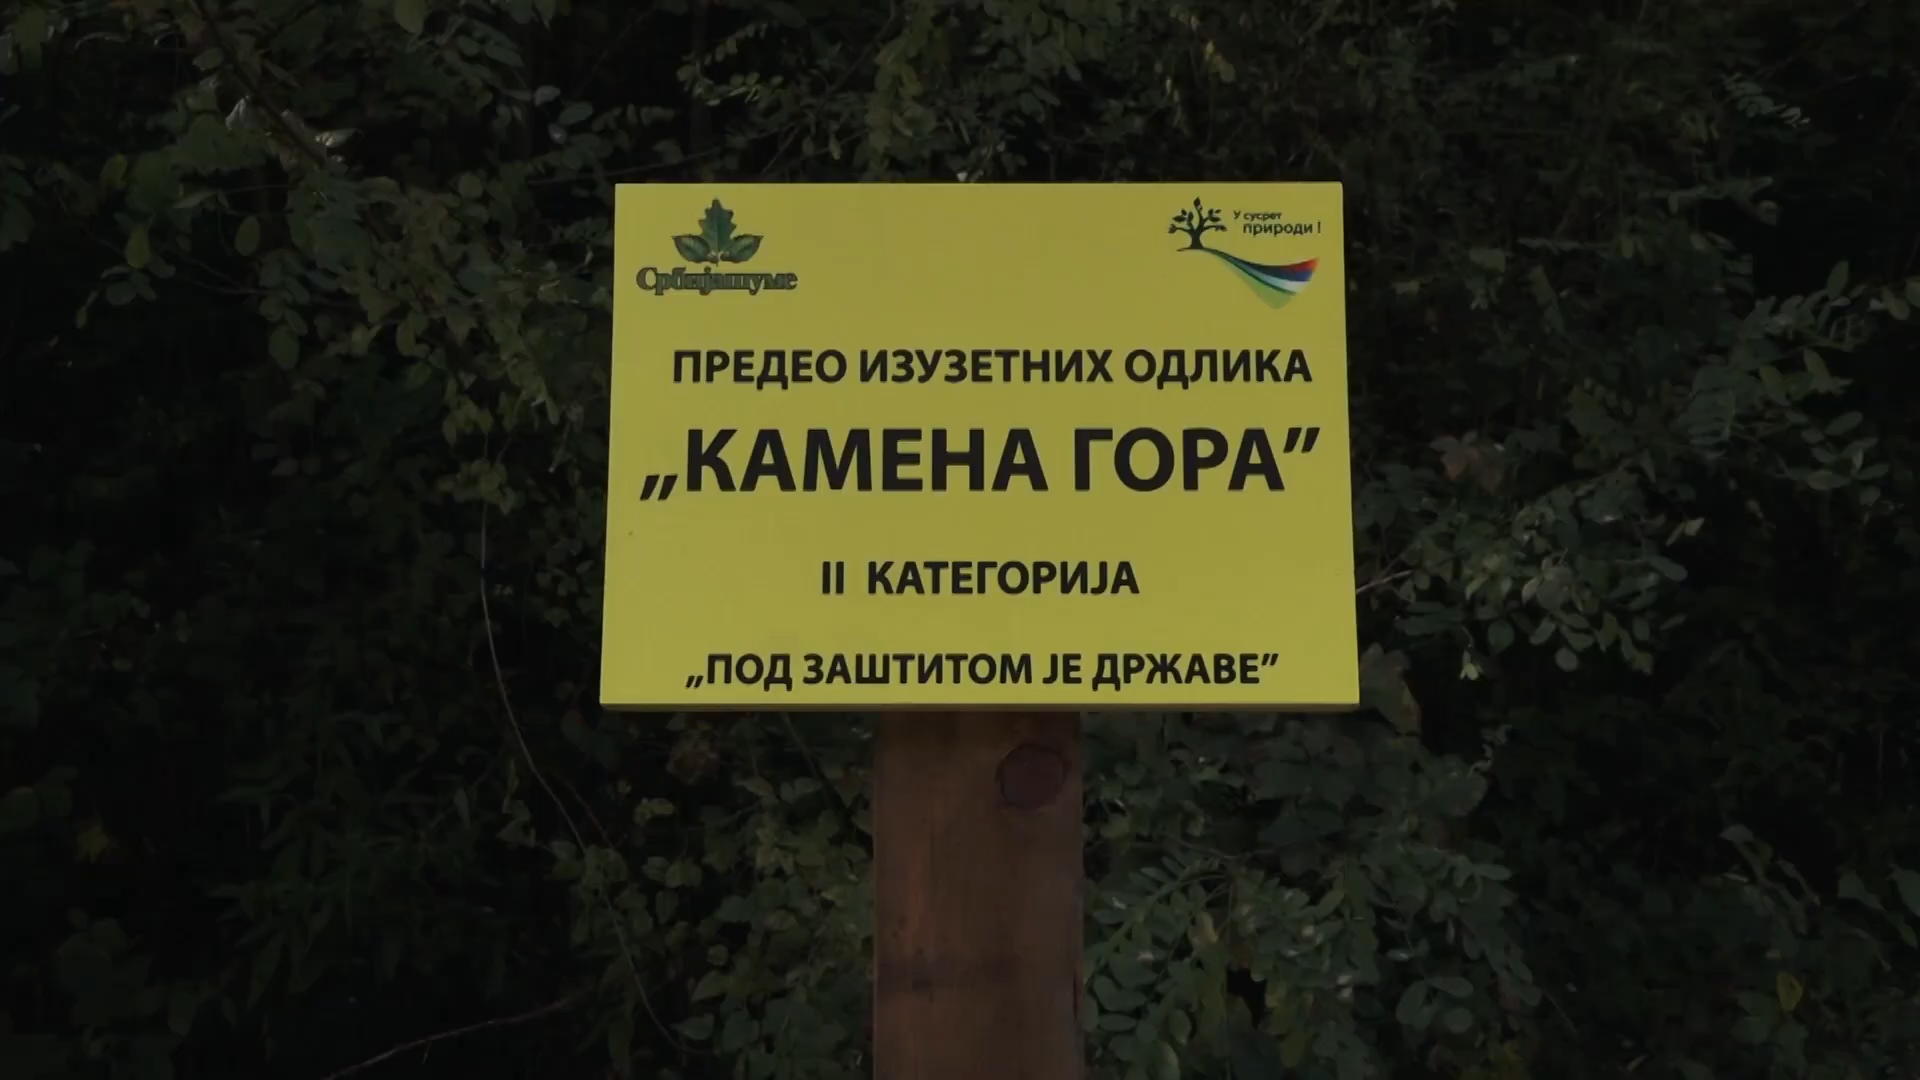 Србијашуме
У сусрет
природи !
ПРЕДЕО ИЗУЗЕТНИХ ОДЛИКА
„КАМЕНА ГОРА”
II КАТЕГОРИЈА
„ПОД ЗАШТИТОМ ЈЕ ДРЖАВЕ”